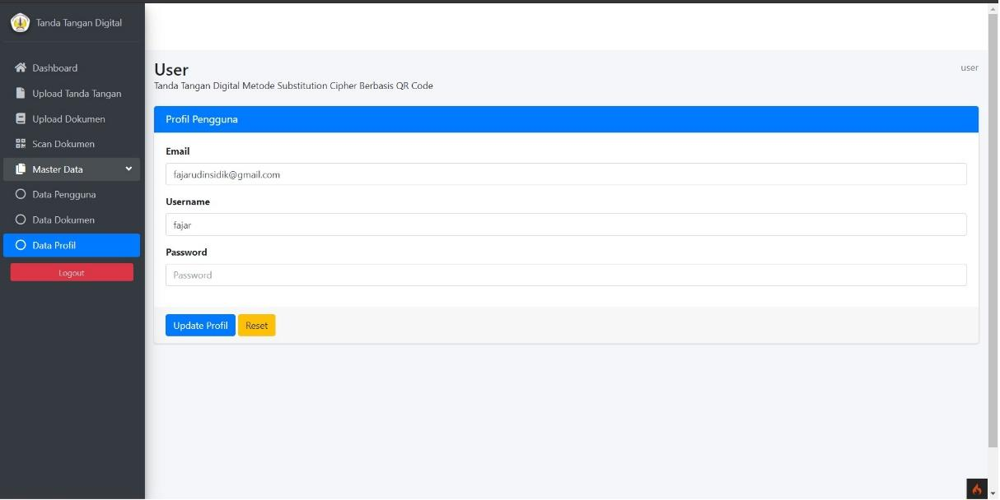 Tanda Tangan Digital
Dashboard
Upload Tanda Tangan
Upload Dokumen
Scan Dokumen
Master Data
Data Pengguna
Data Dokumen
Data Profil
Logout
User
user
Tanda Tangan Digital Metode Substitution Cipher Berbasis QR Code
Profil Pengguna
Email
fajarudinsidik@gmail.com
Username
fajar
Password
Password
Update Profil
Reset